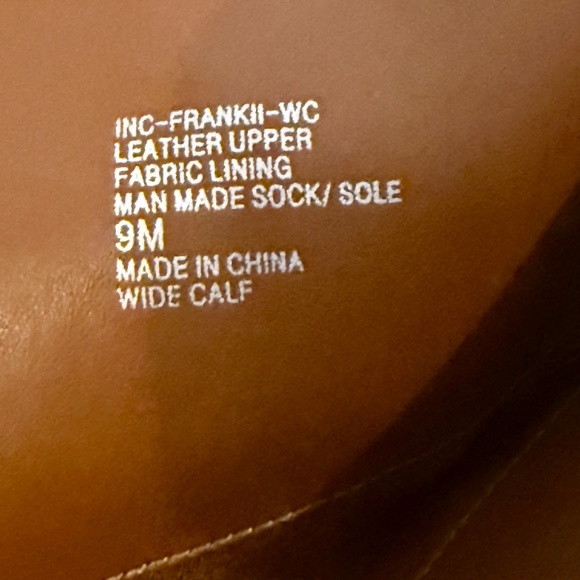 INC-FRANKII-WC
LEATHER UPPER
FABRIC LINING
MAN MADE SOCK/ SOLE
9M
MADE IN CHINA
WIDE CALF